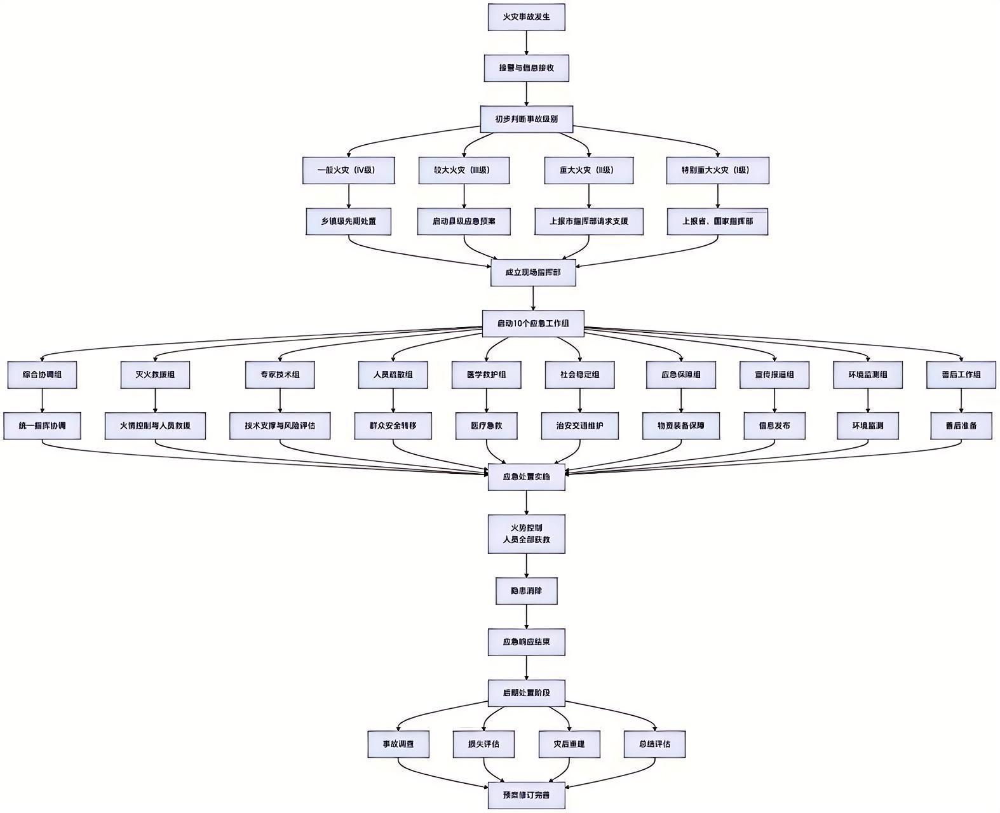 火灾事故发生
接警与信息接收
初步判断事故级别
一般火灾（IV级）
较大火灾（III级）
重大火灾（II级）
特别重大火灾（I级）
乡镇级先期处置
启动县级应急预案
上报市指挥部请求支援
上报省、国家指挥部
成立现场指挥部
启动10个应急工作组
综合协调组
灭火救援组
专家技术组
人员疏散组
医学救护组
社会稳定组
应急保障组
宣传报道组
环境监测组
善后工作组
统一指挥协调
火情控制与人员救援
技术支撑与风险评估
群众安全转移
医疗急救
治安交通维护
物资装备保障
信息发布
环境监测
善后准备
应急处置实施
火势控制
人员全部获救
隐患消除
应急响应结束
后期处置阶段
事故调查
损失评估
灾后重建
总结评估
预案修订完善